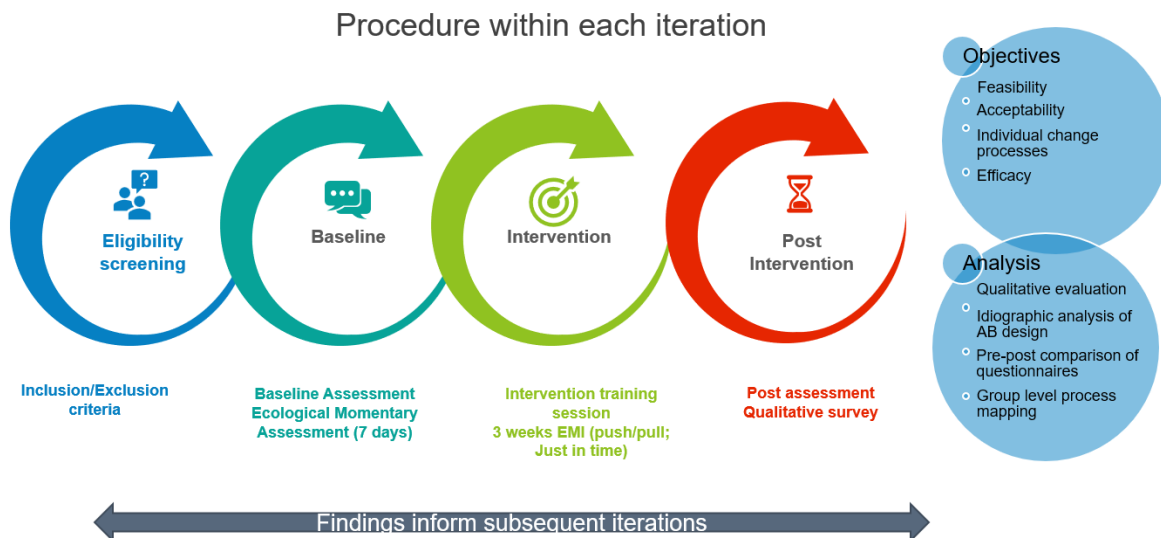 Procedure within each iteration
?
Eligibility
screening
Baseline
Intervention
Post
Intervention
Inclusion/Exclusion
criteria
Baseline Assessment
Ecological Momentary
Assessment (7 days)
Intervention training
session
3 weeks EMI (push/pull;
Just in time)
Post assessment
Qualitative survey
Findings inform subsequent iterations
Objectives
Feasibility
Acceptability
Individual change
processes
Efficacy
Analysis
Qualitative evaluation
Idiographic analysis of
AB design
Pre-post comparison of
questionnaires
Group level process
mapping